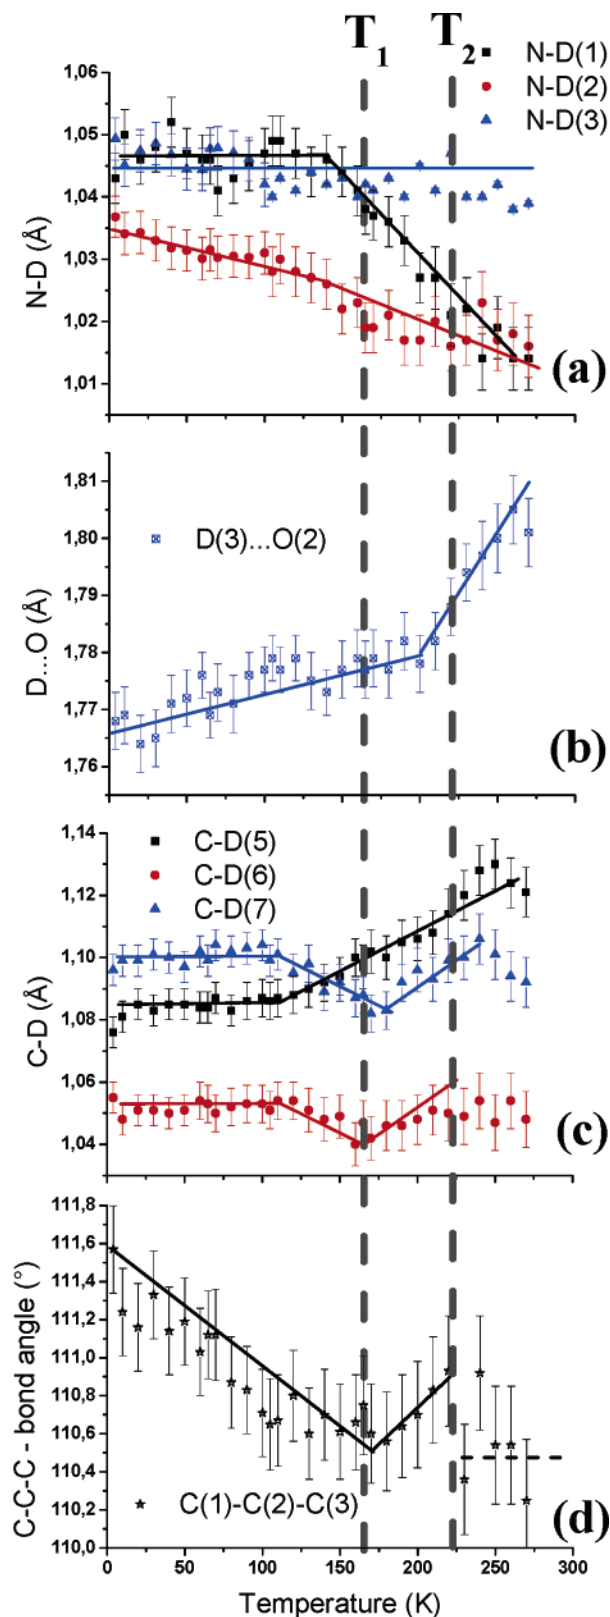 T1 T2
N-D(1)
N-D(2)
N-D(3)
1,06
1,05
1,04
1,03
1,02
1,01
N-D (Å)
(a)
1,81
1,80
1,79
1,78
1,77
1,76
D...O (Å)
D(3)...O(2)
(b)
1,14
1,12
1,10
1,08
1,06
1,04
C-D (Å)
C-D(5)
C-D(6)
C-D(7)
(c)
111,8
111,6
111,4
111,2
111,0
110,8
110,6
110,4
110,2
110,0
C-C-C - bond angle (°)
C(1)-C(2)-C(3)
(d)
0 50 100 150 200 250 300
Temperature (K)